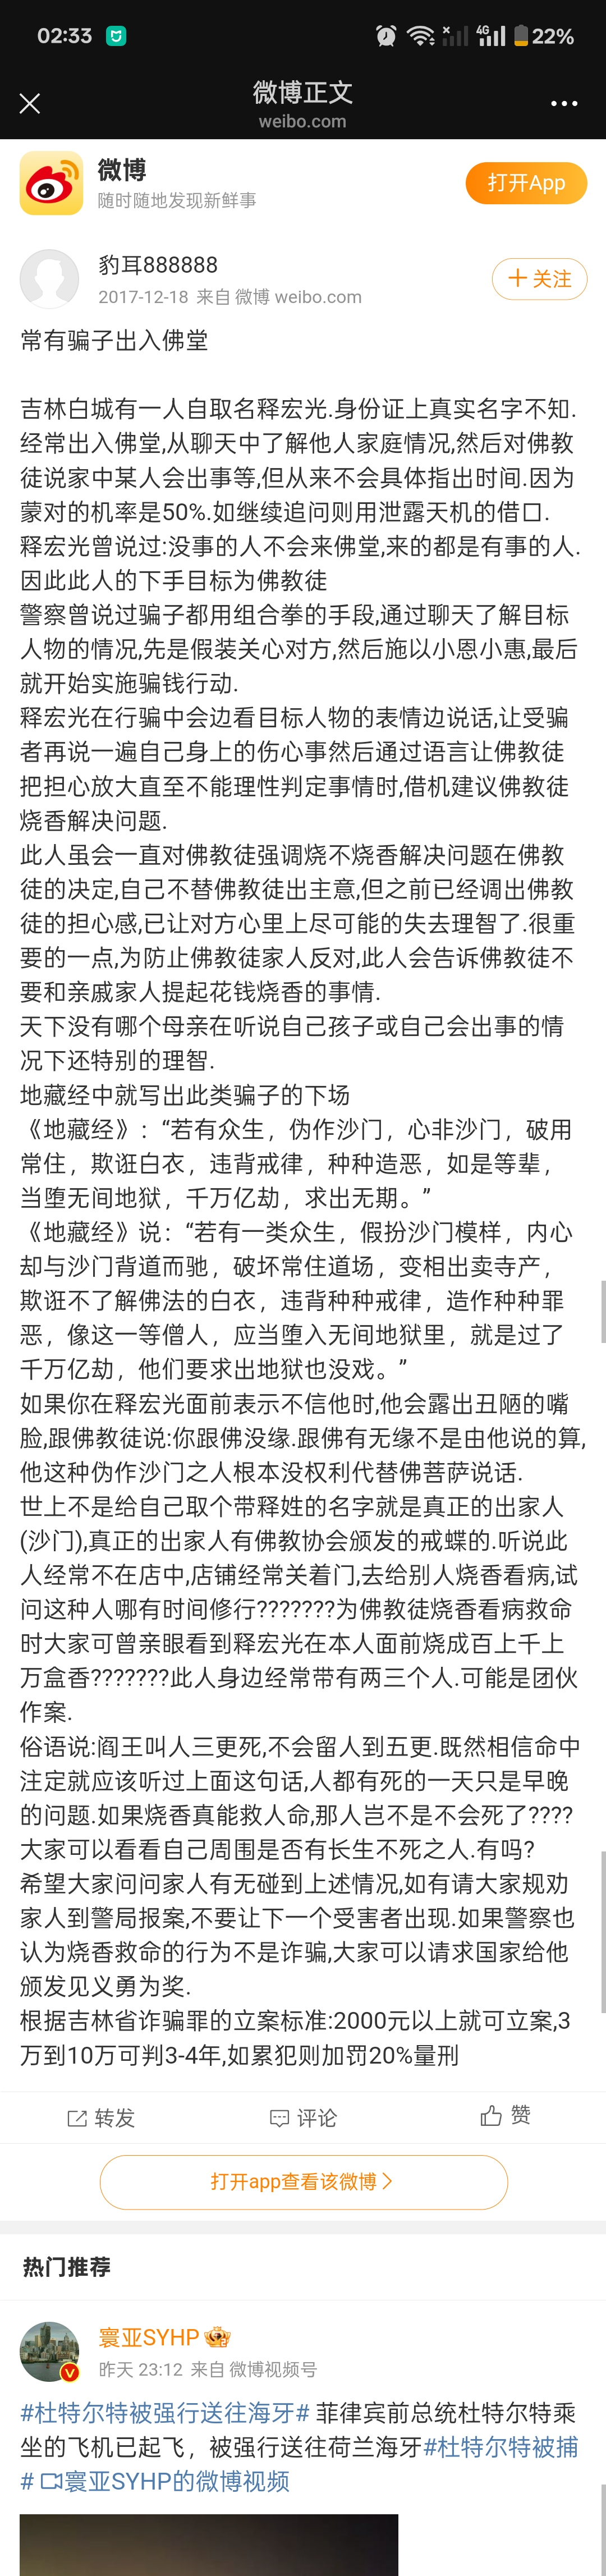 02:33
4G
22%
微博正文
weibo.com
微博
随时随地发现新鲜事
打开App
豹耳888888
2017-12-18 来自 微博 weibo.com
关注
常有骗子出入佛堂
吉林白城有一人自取名释宏光.身份证上真实名字不知.
经常出入佛堂,从聊天中了解他人家庭情况,然后对佛教
徒说家中某人会出事等,但从来不会具体指出时间.因为
蒙对的机率是50%.如继续追问则用泄露天机的借口.
释宏光曾说过:没事的人不会来佛堂,来的都是有事的人.
因此此人的下手目标为佛教徒
警察曾说过骗子都用组合拳的手段,通过聊天了解目标
人物的情况,先是假装关心对方,然后施以小恩小惠,最后
就开始实施骗钱行动.
释宏光在行骗中会边看目标人物的表情边说话,让受骗
者再说一遍自己身上的伤心事然后通过语言让佛教徒
把担心放大直至不能理性判定事情时,借机建议佛教徒
烧香解决问题.
此人虽会一直对佛教徒强调烧不烧香解决问题在佛教
徒的决定,自己不替佛教徒出主意,但之前已经调出佛教
徒的担心感,已让对方心里上尽可能的失去理智了.很重
要的一点,为防止佛教徒家人反对,此人会告诉佛教徒不
要和亲戚家人提起花钱烧香的事情.
天下没有哪个母亲在听说自己孩子或自己会出事的情
况下还特别的理智.
地藏经中就写出此类骗子的下场
《地藏经》：“若有众生，伪作沙门，心非沙门，破用
常住，欺诳白衣，违背戒律，种种造恶，如是等辈，
当堕无间地狱，千万亿劫，求出无期。”
《地藏经》说：“若有一类众生，假扮沙门模样，内心
却与沙门背道而驰，破坏常住道场，变相出卖寺产，
欺诳不了解佛法的白衣，违背种种戒律，造作种种罪
恶，像这一等僧人，应当堕入无间地狱里，就是过了
千万亿劫，他们要求出地狱也没戏。”
如果你在释宏光面前表示不信他时,他会露出丑陋的嘴
脸,跟佛教徒说:你跟佛没缘.跟佛有无缘不是由他说的算,
他这种伪作沙门之人根本没权利代替佛菩萨说话.
世上不是给自己取个带释姓的名字就是真正的出家人
(沙门),真正的出家人有佛教协会颁发的戒蝶的.听说此
人经常不在店中,店铺经常关着门,去给别人烧香看病,试
问这种人哪有时间修行???????为佛教徒烧香看病救命
时大家可曾亲眼看到释宏光在本人面前烧成百上千上
万盒香???????此人身边经常带有两三个人.可能是团伙
作案.
俗语说:阎王叫人三更死,不会留人到五更.既然相信命中
注定就应该听过上面这句话,人都有死的一天只是早晚
的问题.如果烧香真能救人命,那人岂不是不会死了????
大家可以看看自己周围是否有长生不死之人.有吗?
希望大家问问家人有无碰到上述情况,如有请大家规劝
家人到警局报案,不要让下一个受害者出现.如果警察也
认为烧香救命的行为不是诈骗,大家可以请求国家给他
颁发见义勇为奖.
根据吉林省诈骗罪的立案标准:2000元以上就可立案,3
万到10万可判3-4年,如累犯则加罚20%量刑
转发
评论
赞
打开app查看该微博
热门推荐
寰亚SYHP
昨天 23:12 来自 微博视频号
#杜特尔特被强行送往海牙# 菲律宾前总统杜特尔特乘
坐的飞机已起飞，被强行送往荷兰海牙#杜特尔特被捕
# 寰亚SYHP的微博视频